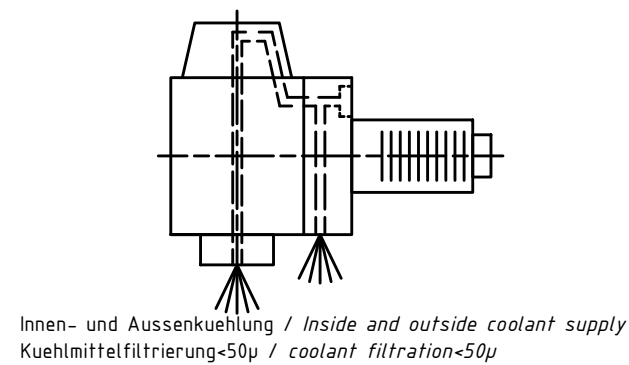 Innen- und Aussenkuehlung / Inside and outside coolant supply
Kuehlmittelfiltrierung<50µ / coolant filtration<50µ